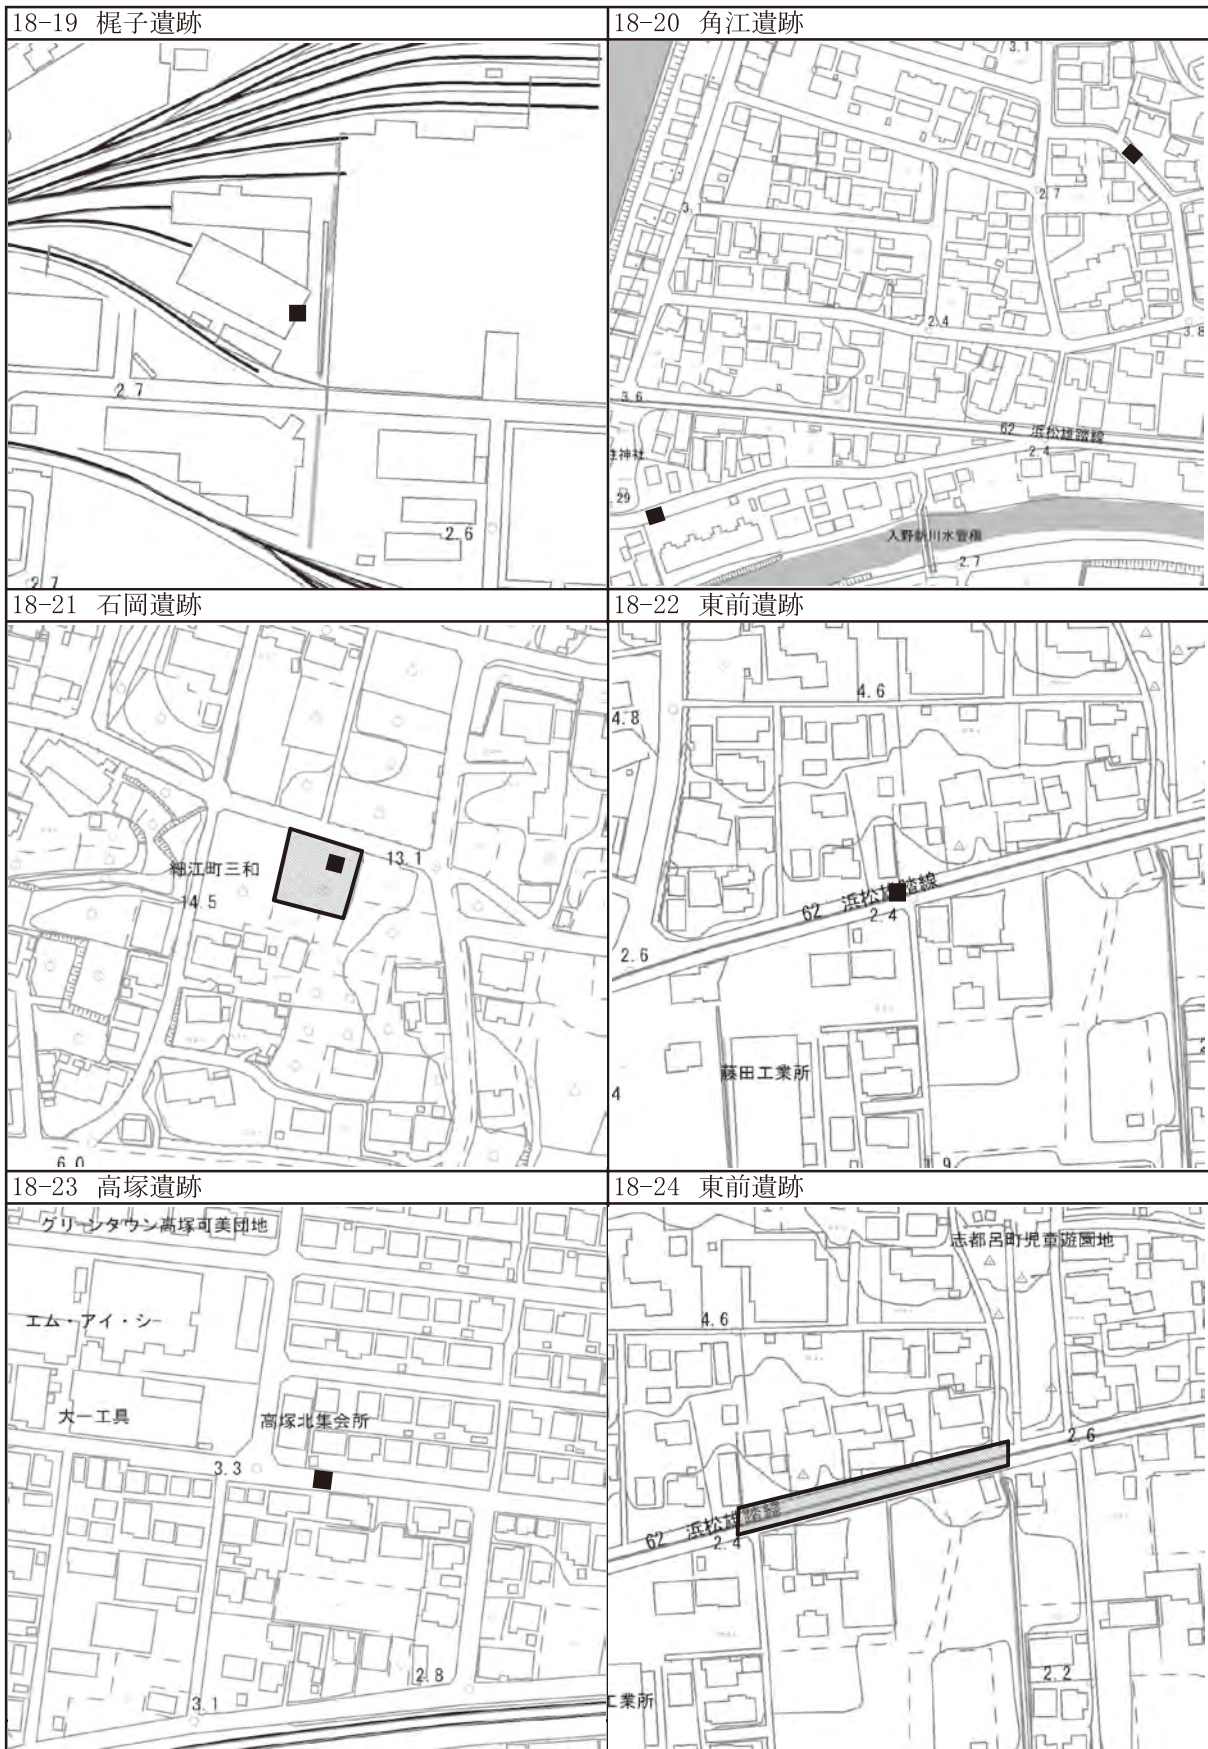 18-19 梶子遺跡
2.7
2.6
2.7
18-20 角江遺跡
3.1
2.7
3.1
2.4
3.8
3.6
62 浜松雄踏線
2.4
神社
.29
入野新川水管橋
2.7
18-21 石岡遺跡
細江町三和
13.1
14.5
6.0
18-22 東前遺跡
4.6
4.8
62 浜松雄踏線
2.4
2.6
藤田工業所
4
2
1.9
18-23 高塚遺跡
グリーンタウン高塚可美団地
エム・アイ・シー
大一工具
高塚北集会所
3.3
2.8
3.1
18-24 東前遺跡
志都呂町児童遊園地
4.6
2.6
62 浜松雄踏線
2.4
2.2
工業所